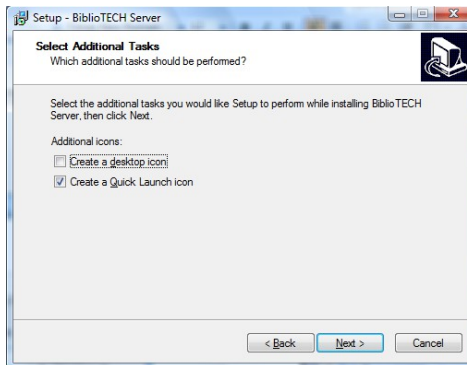 Setup - BiblioTECH Server
Select Additional Tasks
Which additional tasks should be performed?
Select the additional tasks you would like Setup to perform while installing BiblioTECH
Server, then click Next.
Additional icons:
Create a desktop icon
Create a Quick Launch icon
< Back
Next >
Cancel